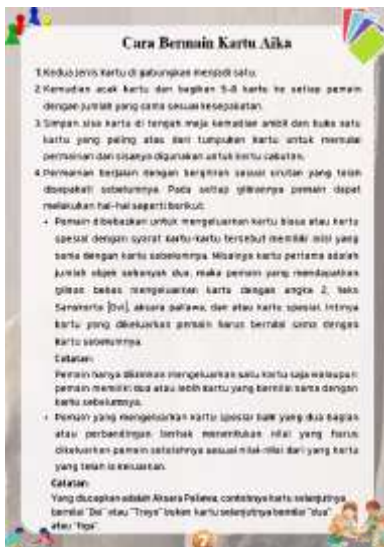 Cara Bermain Kartu Aika
1. Kedua jenis kartu di gabungkan menjadi satu.
2. Kemudian acak kartu dan bagikan 5-8 kartu ke setiap pemain
dengan jumlah yang sama sesuai kesepakatan.
3. Simpan sisa kartu di tengah meja kemudian ambil dan buka satu
kartu yang paling atas dari tumpukan kartu untuk memulai
permainan dan sisanya digunakan untuk kartu cabutan.
4. Permainan berjalan dengan bergiliran sesuai urutan yang telah
disepakati sebelumnya. Pada setiap gilirannya pemain dapat
melakukan hal-hal seperti berikut:
• Pemain dibebaskan untuk mengeluarkan kartu biasa atau kartu
spesial dengan syarat kartu-kartu tersebut memiliki nilai yang
sama dengan kartu sebelumnya. Misalnya kartu pertama adalah
jumlah objek sebanyak dua, maka pemain yang mendapatkan
giliran bebas mengeluarkan kartu dengan angka 2, teks
Sanskerta [Dvi], aksara pallawa, dan atau kartu spesial. Intinya
kartu yang dikeluarkan pemain harus bernilai sama dengan
kartu sebelumnya.
Catatan:
Pemain hanya diizinkan mengeluarkan satu kartu saja walaupun
pemain memiliki dua atau lebih kartu yang bernilai sama dengan
kartu sebelumnya.
• Pemain yang mengeluarkan kartu spesial baik yang dua bagian
atau perbandingan berhak menentukan nilai yang harus
dikeluarkan pemain setelahnya sesuai nilai-nilai dari yang kartu
yang telah ia keluarkan.
Catatan:
Yang diucapkan adalah Aksara Pallawa, contohnya kartu selanjutnya
bernilai "Dvi" atau "Traya" bukan kartu selanjutnya bernilai "dua"
atau "tiga".